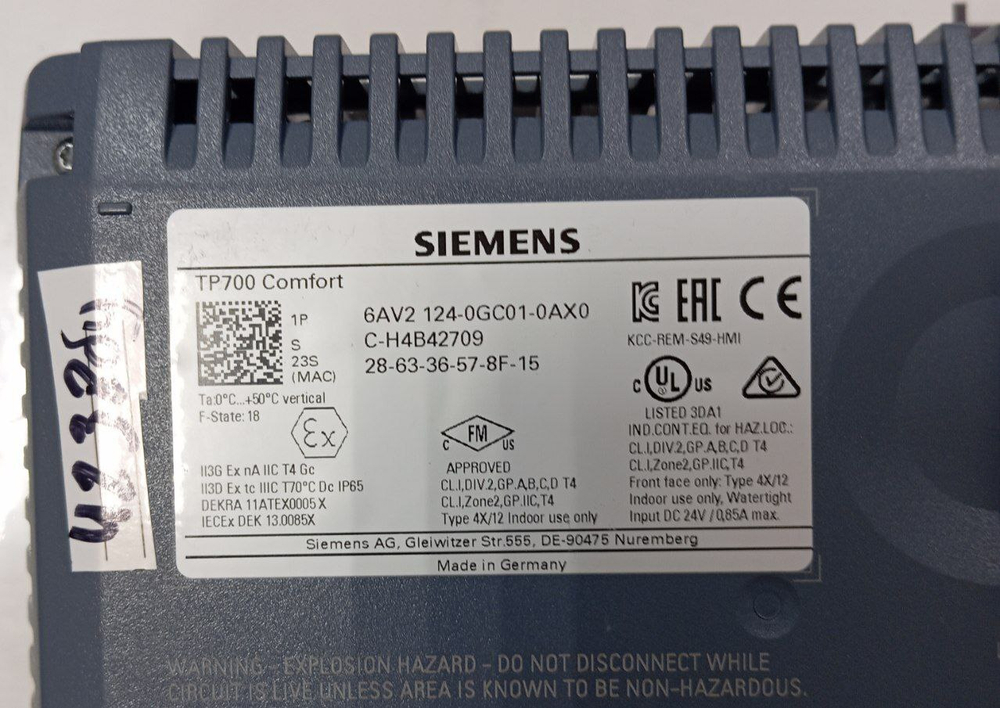 SIEMENS
TP700 Comfort
1P 6AV2 124-0GC01-0AX0
S C-H4B42709
23S 28-63-36-57-8F-15
(MAC)
Ta:0°C...+50°C vertical
F-State: 18
Ex
II3G Ex nA IIC T4 Gc
II3D Ex tc IIIC T70°C Dc IP65
DEKRA 11ATEX0005 X
IECEx DEK 13.0085X
C FM US
APPROVED
CL.I,DIV.2,GP.A,B,C,D T4
CL.I,Zone2,GP.IIC,T4
Type 4X/12 Indoor use only
KC EAC CE
KCC-REM-S49-HMI
C UL US
LISTED 3DA1
IND.CONT.EQ. for HAZ.LOC.:
CL.I,DIV.2,GP.A,B,C,D T4
CL.I,Zone2,GP.IIC,T4
Front face only: Type 4X/12
Indoor use only, Watertight
Input DC 24V / 0,85A max.
Siemens AG, Gleiwitzer Str.555, DE-90475 Nuremberg
Made in Germany
WARNING - EXPLOSION HAZARD - DO NOT DISCONNECT WHILE
CIRCUIT IS LIVE UNLESS AREA IS KNOWN TO BE NON-HAZARDOUS.